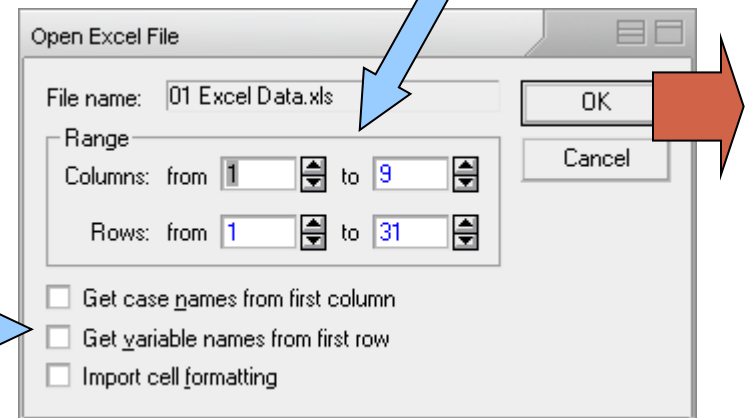 Open Excel File
File name: 01 Excel Data.xls
OK
Range
Cancel
Columns: from 1 to 9
Rows: from 1 to 31
Get case names from first column
Get variable names from first row
Import cell formatting